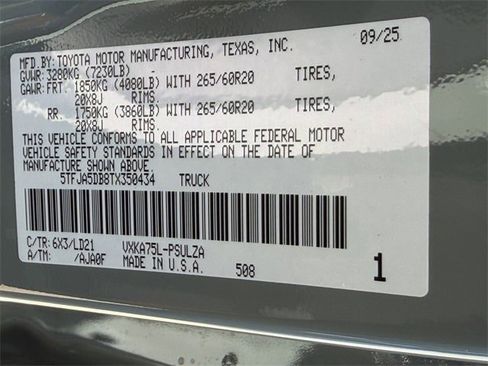 MFD. BY: TOYOTA MOTOR MANUFACTURING, TEXAS, INC. 09/25
GVWR: 3280KG (7230LB) -
GAWR: FRT. 1850KG (4080LB) WITH 265/60R20 TIRES,
20X8J RIMS.
RR. 1750KG (3860LB) WITH 265/60R20 TIRES,
20X8J RIMS.
THIS VEHICLE CONFORMS TO ALL APPLICABLE FEDERAL MOTOR
VEHICLE SAFETY STANDARDS IN EFFECT ON THE DATE OF
MANUFACTURE SHOWN ABOVE.
5TFJA5DB8TX350434 TRUCK
C/TR: 6X3/LD21 VXKA75L-PSULZA
A/TM: /AJA0F MADE IN U.S.A. 508 1